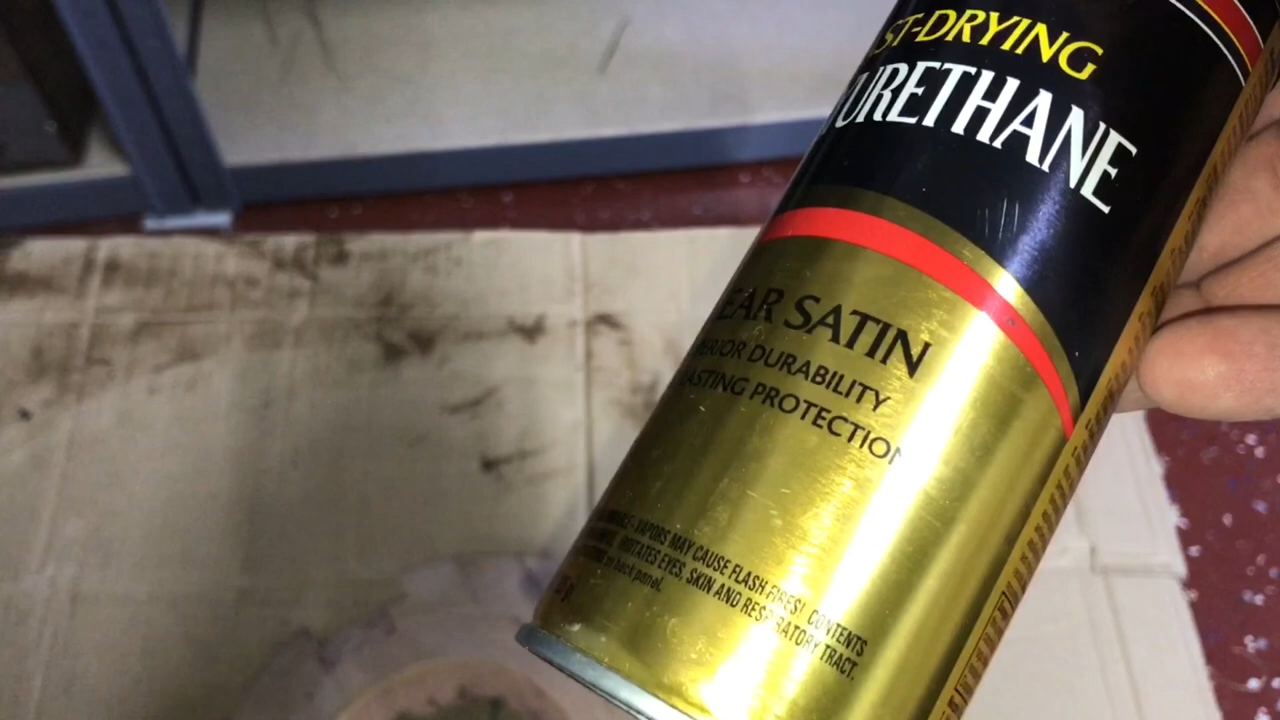 ST-DRYING
URETHANE
EAR SATIN
ERIOR DURABILITY
LASTING PROTECTION
VAPORS MAY CAUSE FLASH FIRES! CONTENTS
IRRITATES EYES, SKIN AND RESPIRATORY TRACT.
on back panel.